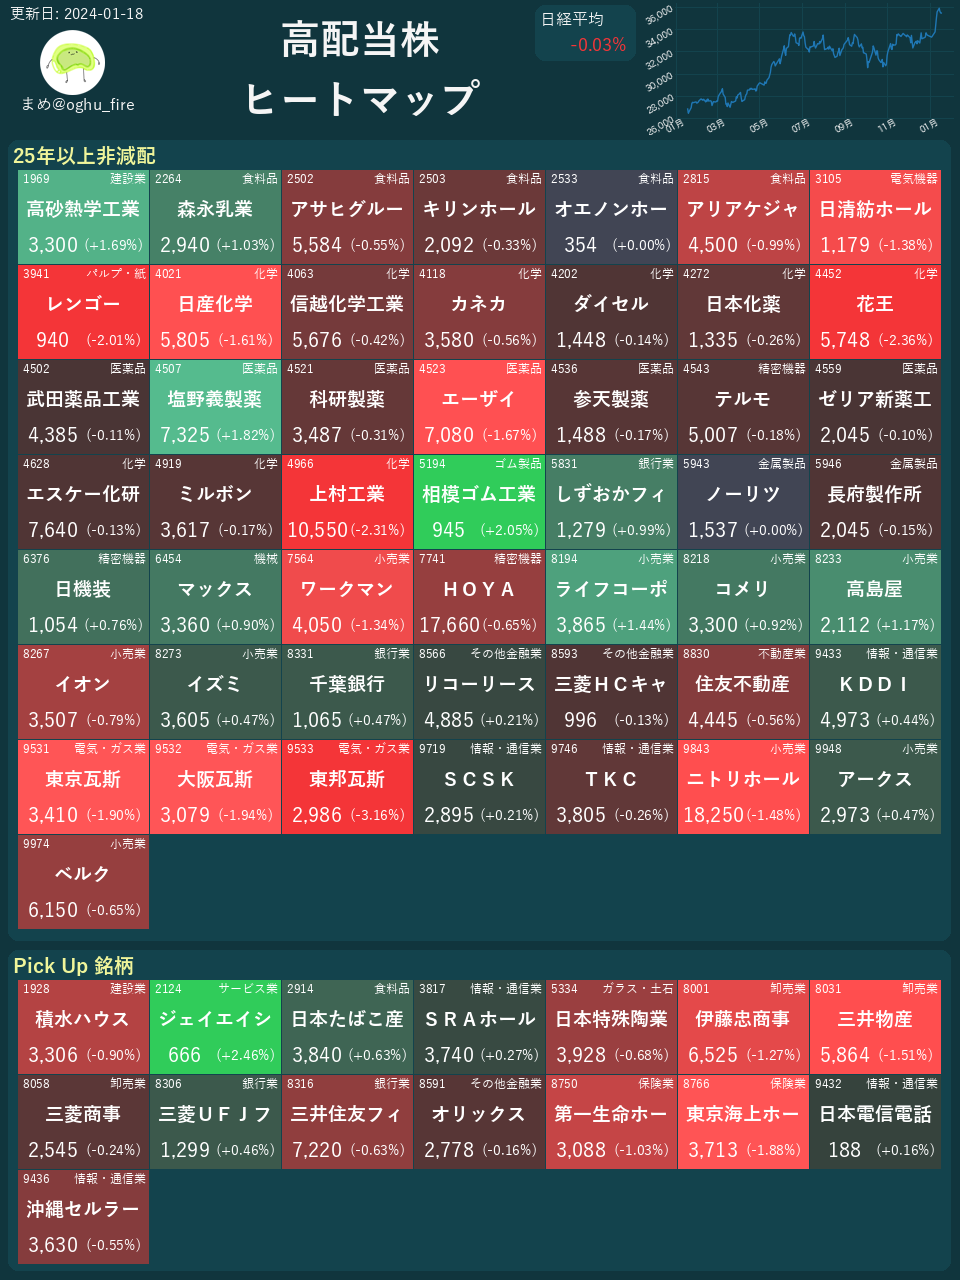 更新日: 2024-01-18
まめ@oghu_fire
高配当株
ヒートマップ
日経平均
-0.03%
36,000
34,000
32,000
30,000
28,000
26,000
01月 03月 05月 07月 09月 11月 01月
25年以上非減配
1969 建設業 2264 食料品 2502 食料品 2503 食料品 2533 食料品 2815 食料品 3105 電気機器
高砂熱学工業 森永乳業 アサヒグルー キリンホール オエノンホー アリアケジャ 日清紡ホール
3,300 (+1.69%) 2,940 (+1.03%) 5,584 (-0.55%) 2,092 (-0.33%) 354 (+0.00%) 4,500 (-0.99%) 1,179 (-1.38%)
3941 パルプ・紙 4021 化学 4063 化学 4118 化学 4202 化学 4272 化学 4452 化学
レンゴー 日産化学 信越化学工業 カネカ ダイセル 日本化薬 花王
940 (-2.01%) 5,805 (-1.61%) 5,676 (-0.42%) 3,580 (-0.56%) 1,448 (-0.14%) 1,335 (-0.26%) 5,748 (-2.36%)
4502 医薬品 4507 医薬品 4521 医薬品 4523 医薬品 4536 医薬品 4543 精密機器 4559 医薬品
武田薬品工業 塩野義製薬 科研製薬 エーザイ 参天製薬 テルモ ゼリア新薬工
4,385 (-0.11%) 7,325 (+1.82%) 3,487 (-0.31%) 7,080 (-1.67%) 1,488 (-0.17%) 5,007 (-0.18%) 2,045 (-0.10%)
4628 化学 4919 化学 4966 化学 5194 ゴム製品 5831 銀行業 5943 金属製品 5946 金属製品
エスケー化研 ミルボン 上村工業 相模ゴム工業 しずおかフィ ノーリツ 長府製作所
7,640 (-0.13%) 3,617 (-0.17%) 10,550 (-2.31%) 945 (+2.05%) 1,279 (+0.99%) 1,537 (+0.00%) 2,045 (-0.15%)
6376 精密機器 6454 機械 7564 小売業 7741 精密機器 8194 小売業 8218 小売業 8233 小売業
日機装 マックス ワークマン ＨＯＹＡ ライフコーポ コメリ 高島屋
1,054 (+0.76%) 3,360 (+0.90%) 4,050 (-1.34%) 17,660 (-0.65%) 3,865 (+1.44%) 3,300 (+0.92%) 2,112 (+1.17%)
8267 小売業 8273 小売業 8331 銀行業 8566 その他金融業 8593 その他金融業 8830 不動産業 9433 情報・通信業
イオン イズミ 千葉銀行 リコーリース 三菱ＨＣキャ 住友不動産 ＫＤＤＩ
3,507 (-0.79%) 3,605 (+0.47%) 1,065 (+0.47%) 4,885 (+0.21%) 996 (-0.13%) 4,445 (-0.56%) 4,973 (+0.44%)
9531 電気・ガス業 9532 電気・ガス業 9533 電気・ガス業 9719 情報・通信業 9746 情報・通信業 9843 小売業 9948 小売業
東京瓦斯 大阪瓦斯 東邦瓦斯 ＳＣＳＫ ＴＫＣ ニトリホール アークス
3,410 (-1.90%) 3,079 (-1.94%) 2,986 (-3.16%) 2,895 (+0.21%) 3,805 (-0.26%) 18,250 (-1.48%) 2,973 (+0.47%)
9974 小売業
ベルク
6,150 (-0.65%)
Pick Up 銘柄
1928 建設業 2124 サービス業 2914 食料品 3817 情報・通信業 5334 ガラス・土石 8001 卸売業 8031 卸売業
積水ハウス ジェイエイシ 日本たばこ産 ＳＲＡホール 日本特殊陶業 伊藤忠商事 三井物産
3,306 (-0.90%) 666 (+2.46%) 3,840 (+0.63%) 3,740 (+0.27%) 3,928 (-0.68%) 6,525 (-1.27%) 5,864 (-1.51%)
8058 卸売業 8306 銀行業 8316 銀行業 8591 その他金融業 8750 保険業 8766 保険業 9432 情報・通信業
三菱商事 三菱ＵＦＪフ 三井住友フィ オリックス 第一生命ホー 東京海上ホー 日本電信電話
2,545 (-0.24%) 1,299 (+0.46%) 7,220 (-0.63%) 2,778 (-0.16%) 3,088 (-1.03%) 3,713 (-1.88%) 188 (+0.16%)
9436 情報・通信業
沖縄セルラー
3,630 (-0.55%)